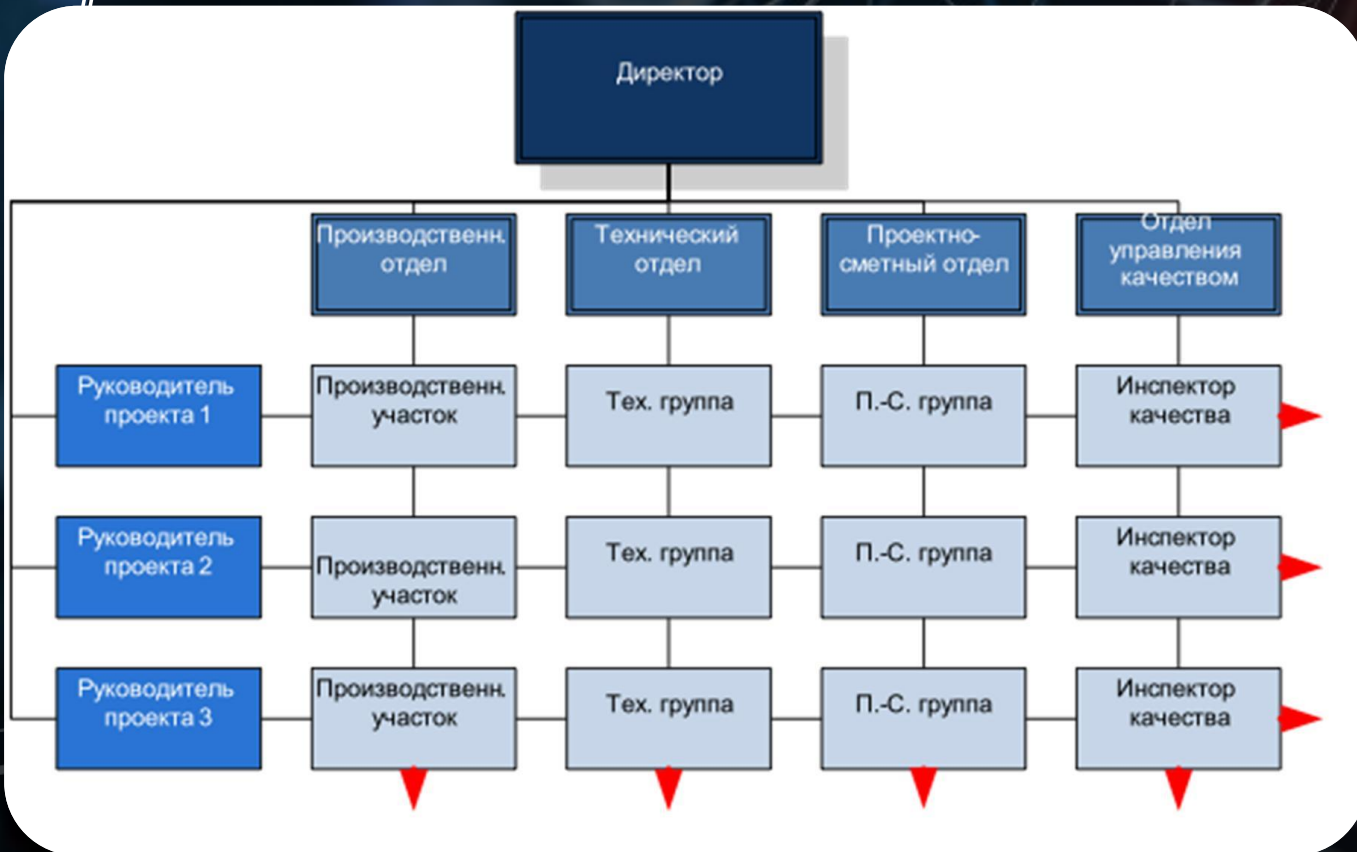 Директор
Производственн.
отдел
Технический
отдел
Проектно-
сметный отдел
Отдел
управления
качеством
Руководитель
проекта 1
Производственн.
участок
Тех. группа
П.-С. группа
Инспектор
качества
Руководитель
проекта 2
Производственн.
участок
Тех. группа
П.-С. группа
Инспектор
качества
Руководитель
проекта 3
Производственн.
участок
Тех. группа
П.-С. группа
Инспектор
качества